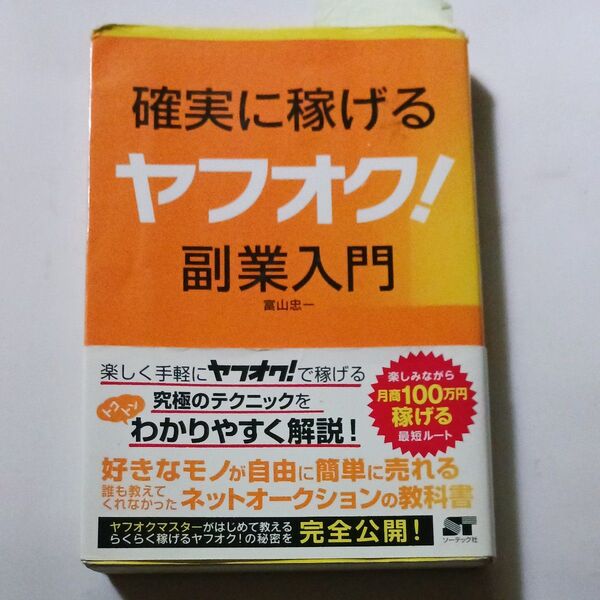 確実に稼げる
ヤフオク!
副業入門
富山忠一
楽しく手軽にヤフオク!で稼げる
究極のテクニックを
トコトン
わかりやすく解説!
楽しみながら
月商100万円
稼げる
最短ルート
好きなモノが自由に簡単に売れる
誰も教えて
くれなかった
ネットオークションの教科書
ヤフオクマスターがはじめて教える
らくらく稼げるヤフオク!の秘密を
完全公開!
ST
ソーテック社